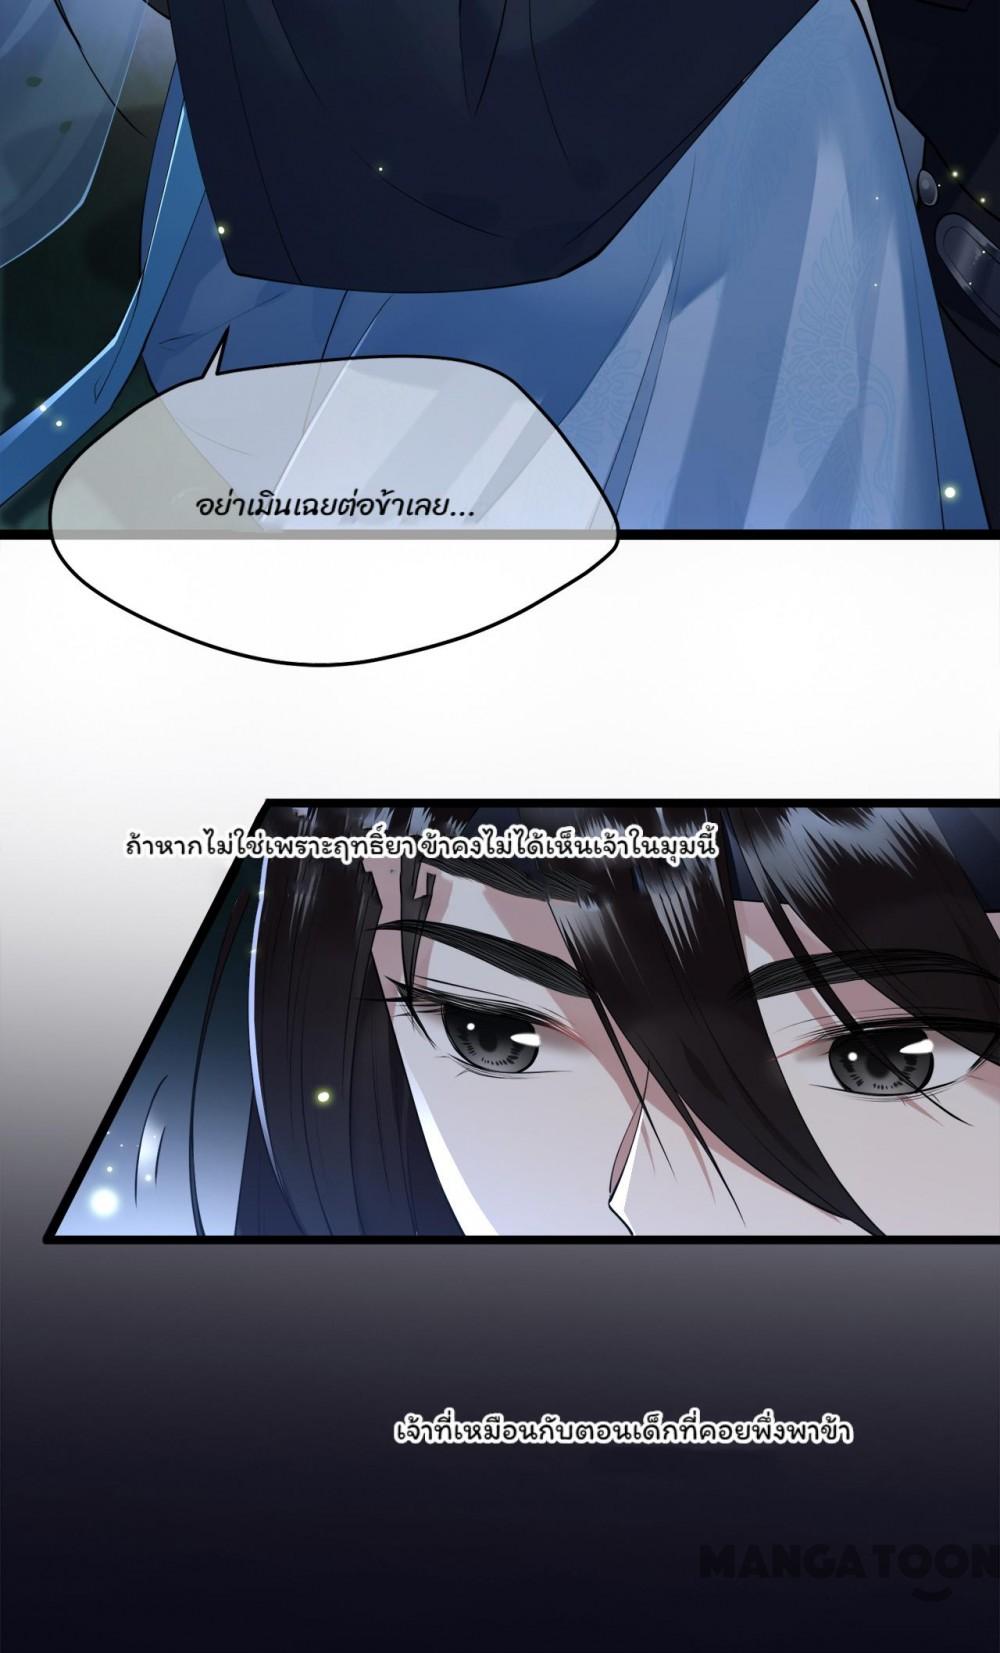 อย่าเมินเฉยต่อข้าเลย...
ถ้าหากไม่ใช่เพราะฤทธิ์ยา ข้าคงไม่ได้เห็นเจ้าในมุมนี้
เจ้าที่เหมือนกับตอนเด็กที่คอยพึ่งพาข้า
MANGATOON